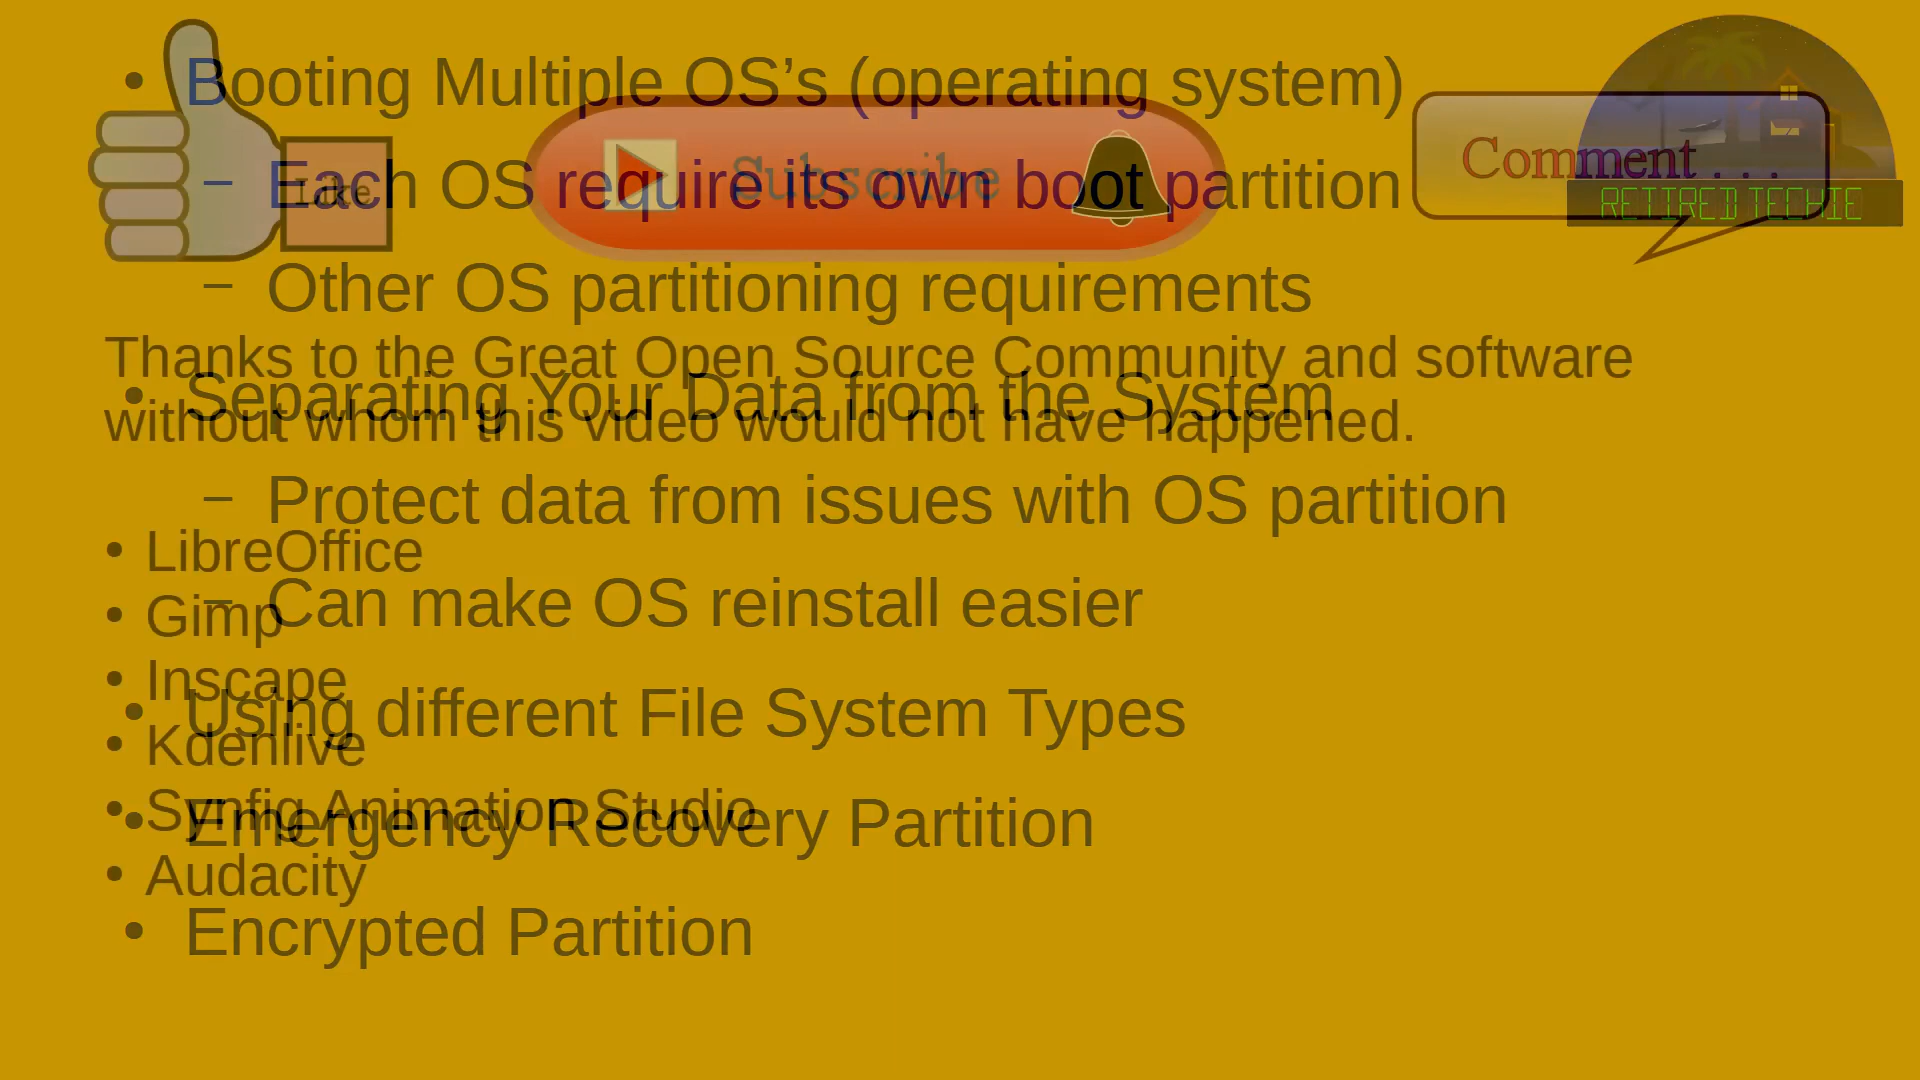 • Booting Multiple OS’s (operating system)
– Each OS require its own boot partition
– Other OS partitioning requirements
• Separating Your Data from the System
– Protect data from issues with OS partition
– Can make OS reinstall easier
• Using different File System Types
• Emergency Recovery Partition
• Encrypted Partition
Like
Subscribe
Comment . . .
RETIRED TECHIE
Thanks to the Great Open Source Community and software
without whom this video would not have happened.
• LibreOffice
• Gimp
• Inscape
• Kdenlive
• Synfig Animation Studio
• Audacity